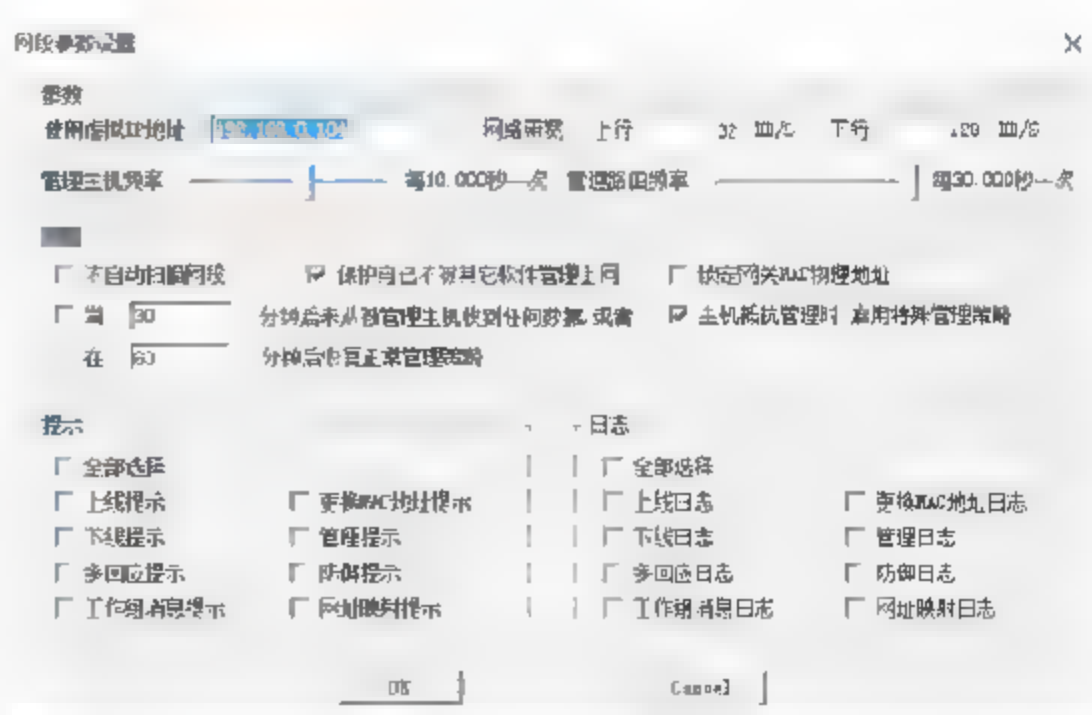 网段参数设置
参数
使用虚拟IP地址 192.168.0.104 网络带宽 上行 M/S 下行 M/S
管理主机频率 每10.000秒一次 管理路由频率 每30.000秒一次
不自动扫描网段 保护自己不被其它软件管理上网 锁定网关MAC物理地址
当 30 分钟后未从被管理主机收到任何数据,或者 主机抵抗管理时 启用特殊管理策略
在 60 分钟后恢复正常管理策略
提示 日志
全部选择 全部选择
上线提示 更换MAC地址提示 上线日志 更换MAC地址日志
下线提示 管理提示 下线日志 管理日志
多回应提示 防御提示 多回应日志 防御日志
工作组消息提示 网址映射提示 工作组消息日志 网址映射日志
OK Cancel